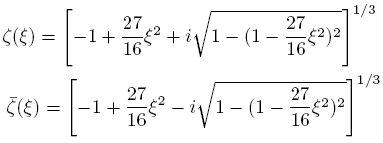 ζ(ξ) = [−1 + 27/16 ξ² + i√(1 − (1 − 27/16 ξ²)²)]^{1/3}
ζ̄(ξ) = [−1 + 27/16 ξ² − i√(1 − (1 − 27/16 ξ²)²)]^{1/3}